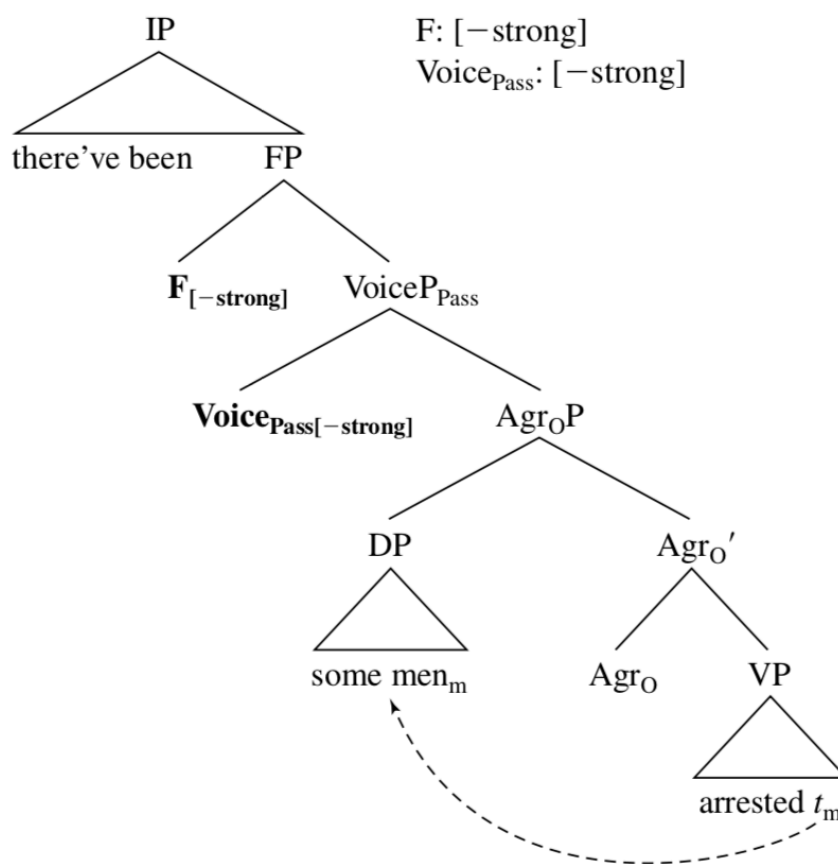 IP
F: [−strong]
Voice_Pass: [−strong]
there've been
FP
F_[−strong]
VoiceP_Pass
Voice_Pass[−strong]
Agr_OP
DP
Agr_O′
some men_m
Agr_O
VP
arrested t_m